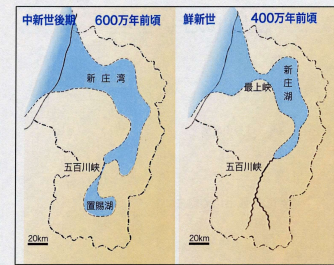 中新世後期
600万年前頃
新庄湾
五百川峡
置賜湖
20km
鮮新世
400万年前頃
最上峡
新庄湖
五百川峡
20km